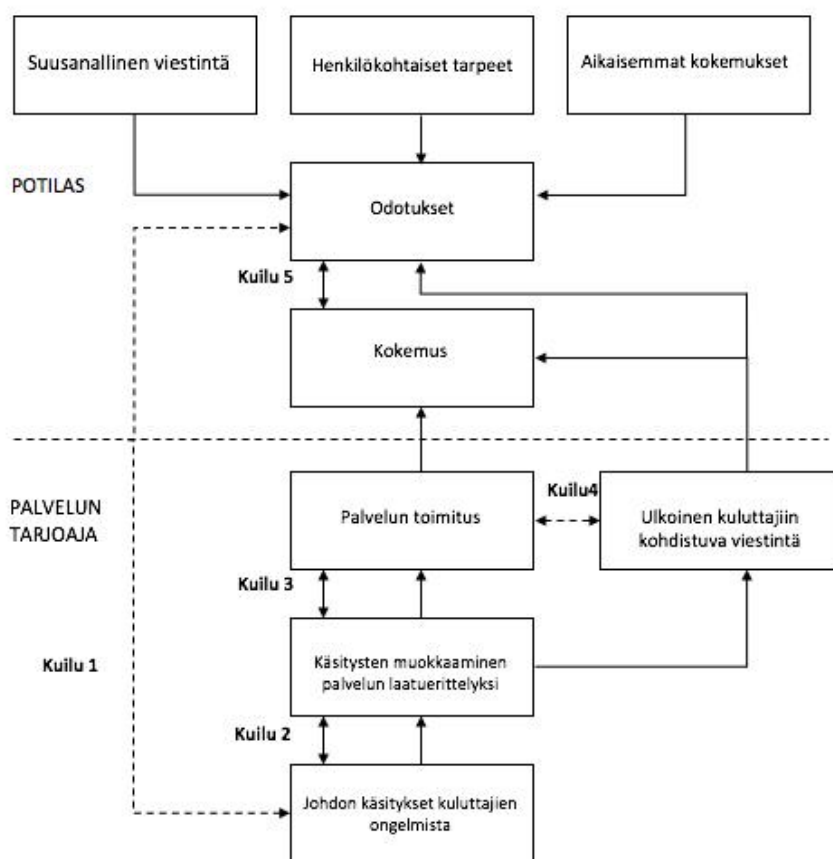 Suusanallinen viestintä
Henkilökohtaiset tarpeet
Aikaisemmat kokemukset
POTILAS
Odotukset
Kuilu 5
Kokemus
PALVELUN
TARJOAJA
Palvelun toimitus
Kuilu4
Ulkoinen kuluttajiin
kohdistuva viestintä
Kuilu 3
Kuilu 1
Käsitysten muokkaaminen
palvelun laatuerittelyksi
Kuilu 2
Johdon käsitykset kuluttajien
ongelmista